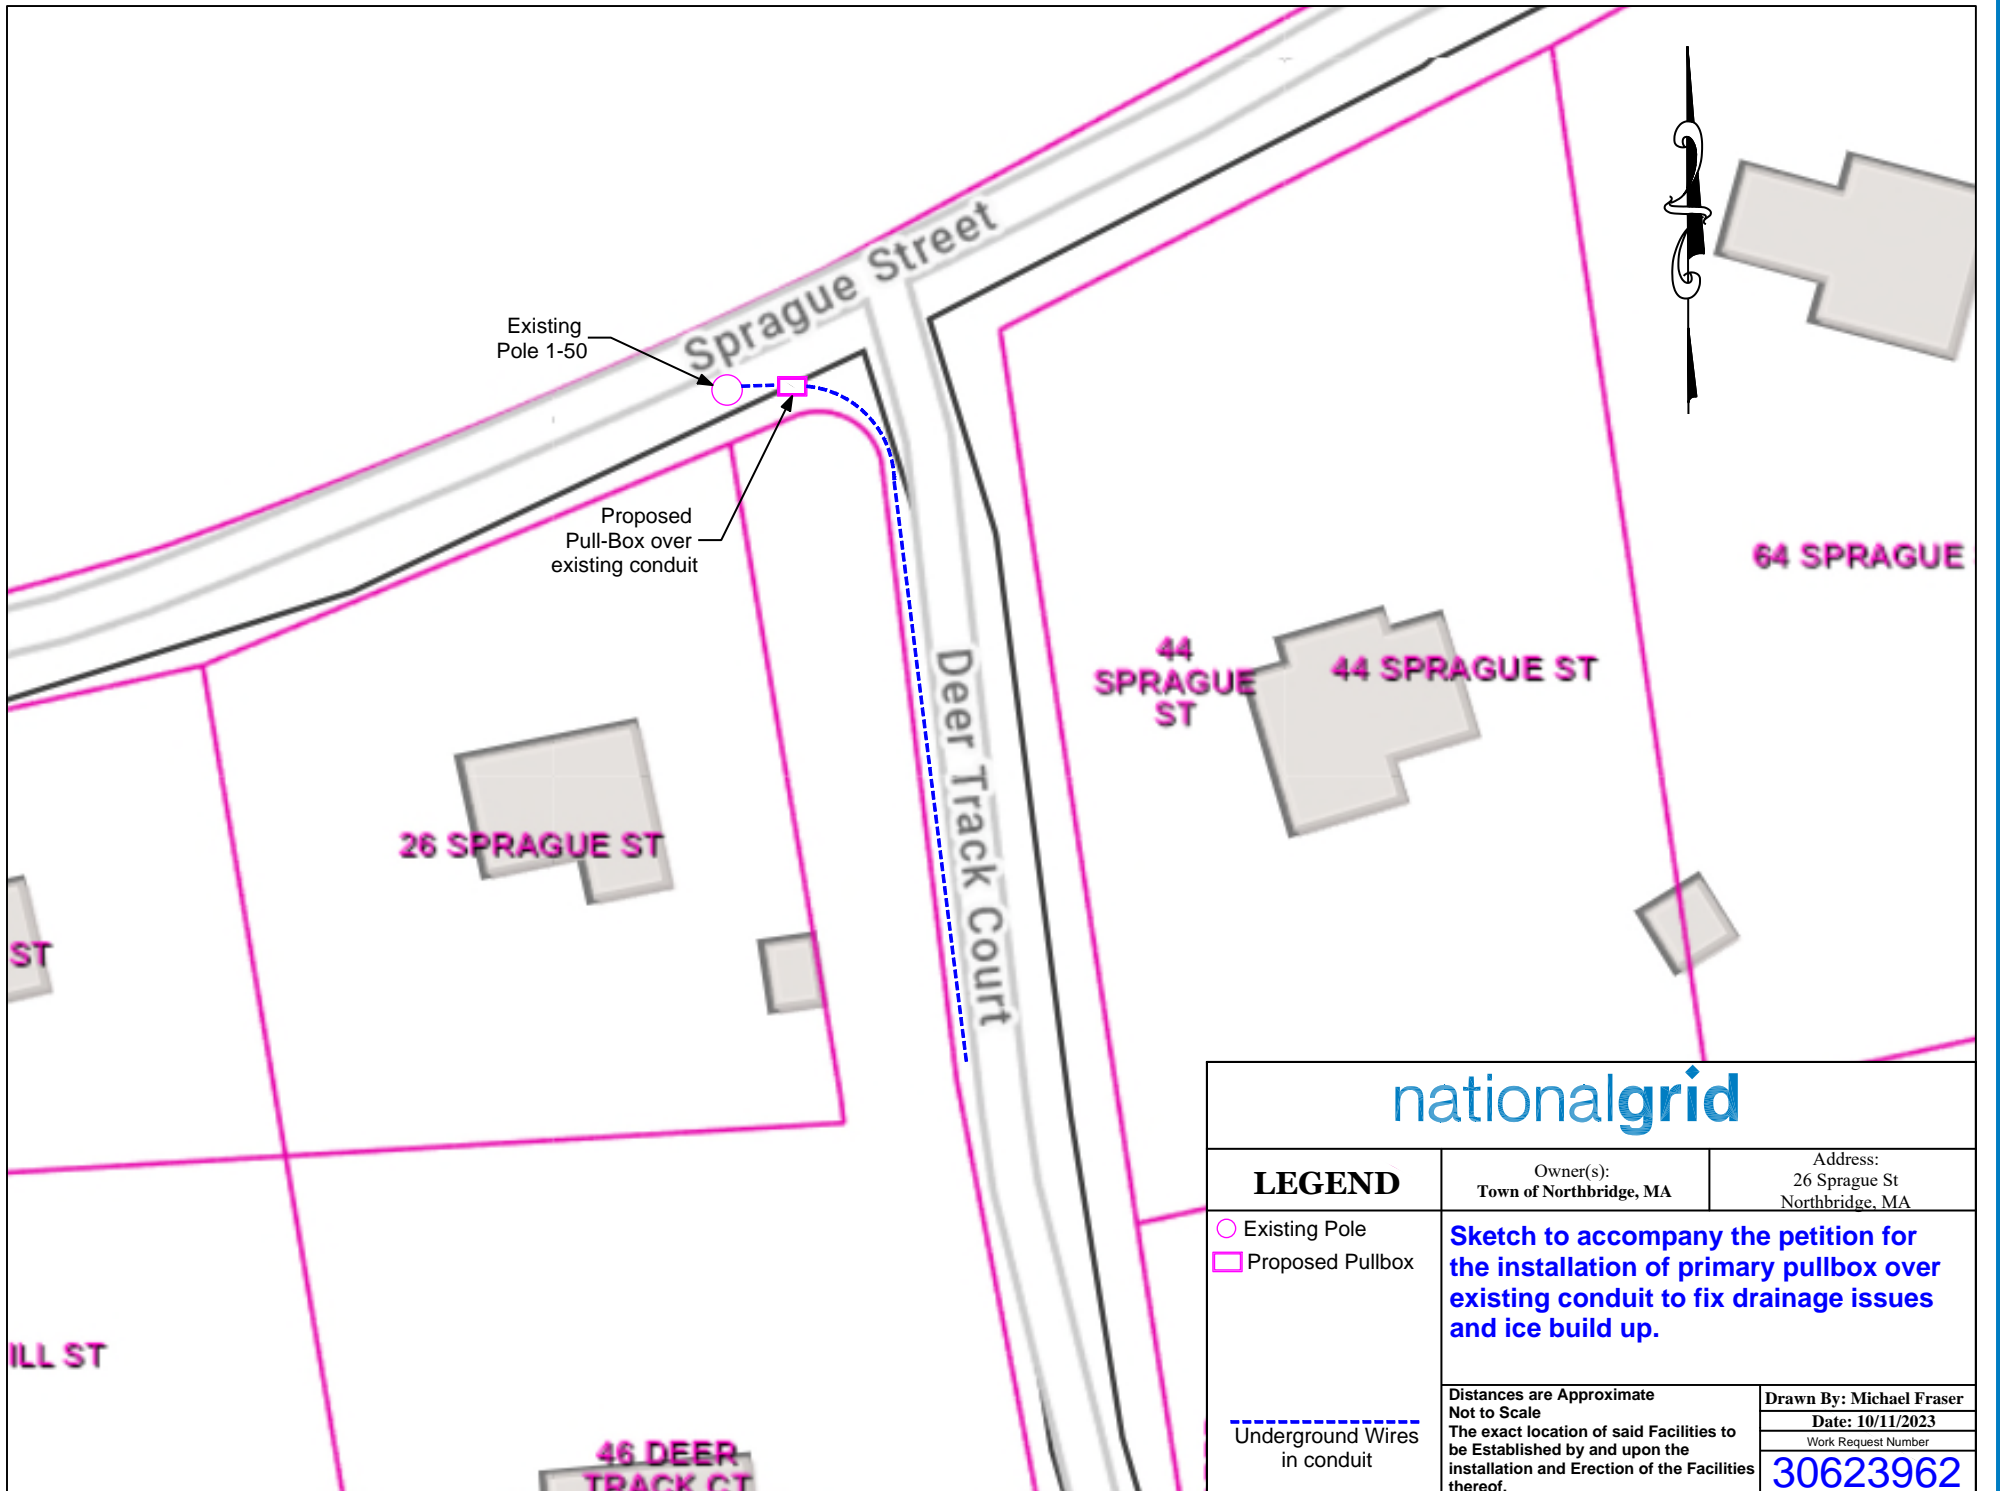 Sprague Street
Existing
Pole 1-50
Proposed
Pull-Box over
existing conduit
64 SPRAGUE
44
SPRAGUE
ST
44 SPRAGUE ST
Deer Track Court
26 SPRAGUE ST
ST
ILL ST
46 DEER
TRACK CT
nationalgrid
LEGEND
Owner(s):
Town of Northbridge, MA
Address:
26 Sprague St
Northbridge, MA
Existing Pole
Proposed Pullbox
Underground Wires
in conduit
Sketch to accompany the petition for
the installation of primary pullbox over
existing conduit to fix drainage issues
and ice build up.
Distances are Approximate
Not to Scale
The exact location of said Facilities to
be Established by and upon the
installation and Erection of the Facilities
thereof.
Drawn By: Michael Fraser
Date: 10/11/2023
Work Request Number
30623962